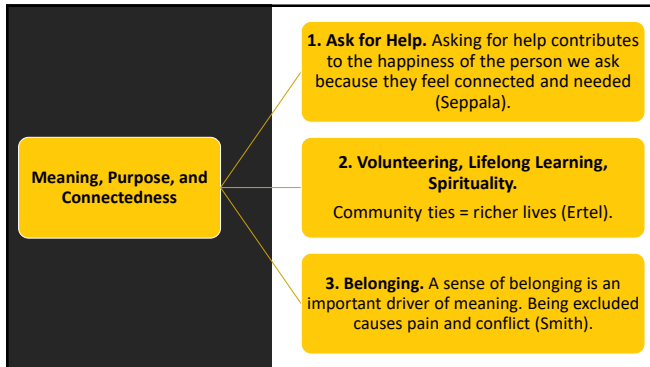 Meaning, Purpose, and
Connectedness
1. Ask for Help. Asking for help contributes
to the happiness of the person we ask
because they feel connected and needed
(Seppala).
2. Volunteering, Lifelong Learning,
Spirituality.
Community ties = richer lives (Ertel).
3. Belonging. A sense of belonging is an
important driver of meaning. Being excluded
causes pain and conflict (Smith).